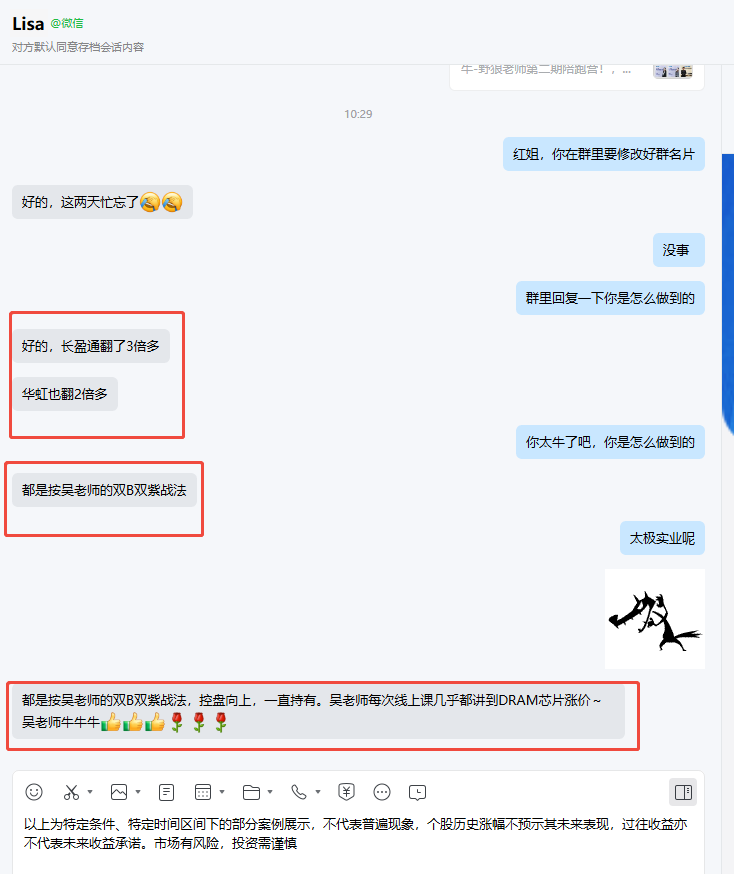 Lisa @微信
对方默认同意存档会话内容
牛-野狼老师第二期陪跑营！，...
10:29
红姐，你在群里要修改好群名片
好的，这两天忙忘了
没事
群里回复一下你是怎么做到的
好的，长盈通翻了3倍多
华虹也翻2倍多
你太牛了吧，你是怎么做到的
都是按吴老师的双B双紫战法
太极实业呢
都是按吴老师的双B双紫战法，控盘向上，一直持有。吴老师每次线上课几乎都讲到DRAM芯片涨价～
吴老师牛牛牛👍👍👍🌹🌹🌹
以上为特定条件、特定时间区间下的部分案例展示，不代表普遍现象，个股历史涨幅不预示其未来表现，过往收益亦
不代表未来收益承诺。市场有风险，投资需谨慎